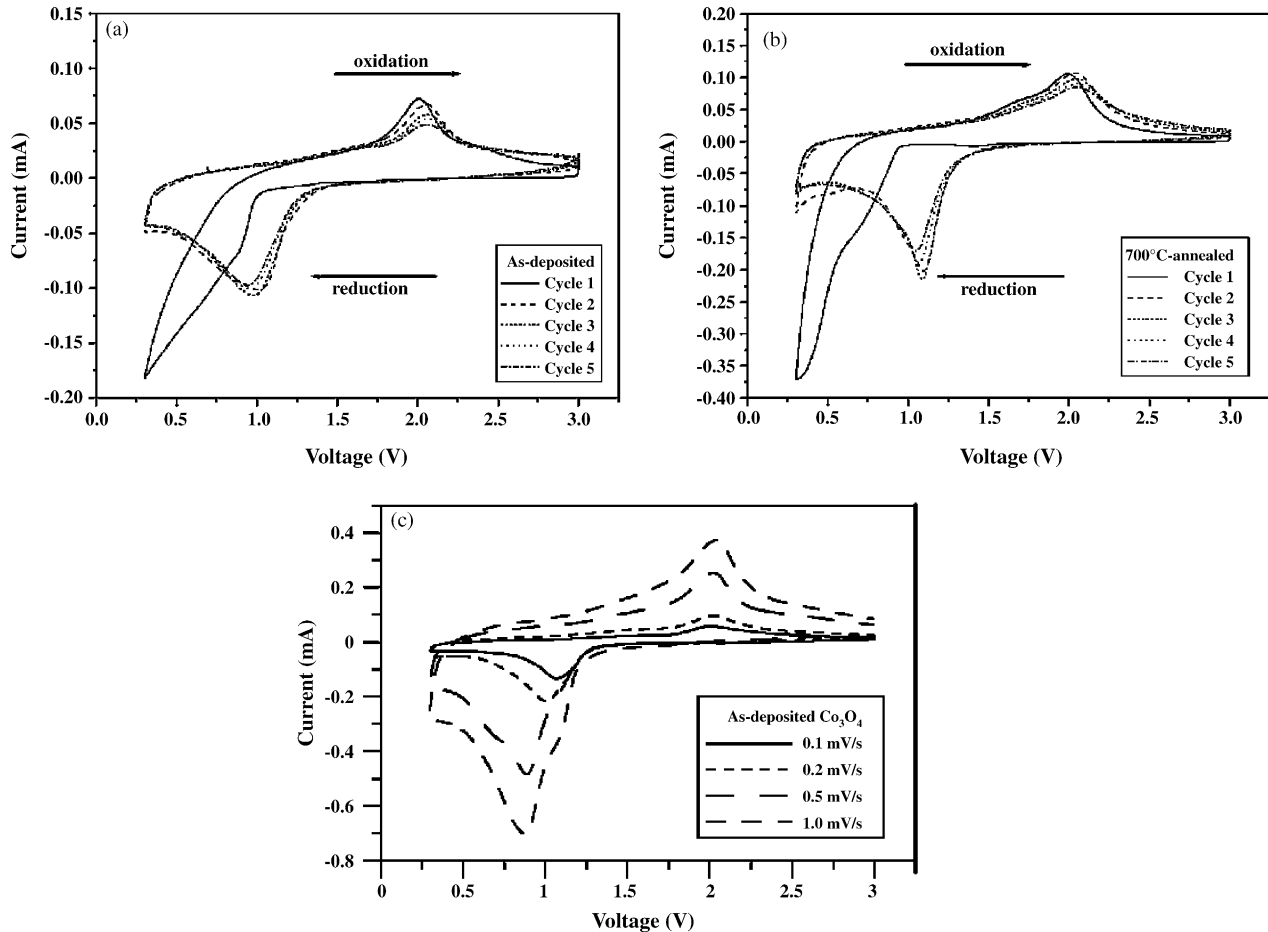 (a)
oxidation
reduction
As-deposited
Cycle 1
Cycle 2
Cycle 3
Cycle 4
Cycle 5
0.15
0.10
0.05
0.00
-0.05
-0.10
-0.15
-0.20
0.0 0.5 1.0 1.5 2.0 2.5 3.0
Current (mA)
Voltage (V)
(b)
oxidation
reduction
700°C-annealed
Cycle 1
Cycle 2
Cycle 3
Cycle 4
Cycle 5
0.20
0.15
0.10
0.05
0.00
-0.05
-0.10
-0.15
-0.20
-0.25
-0.30
-0.35
-0.40
0.0 0.5 1.0 1.5 2.0 2.5 3.0
Current (mA)
Voltage (V)
(c)
As-deposited Co₃O₄
0.1 mV/s
0.2 mV/s
0.5 mV/s
1.0 mV/s
0.4
0.2
0
-0.2
-0.4
-0.6
-0.8
0 0.5 1 1.5 2 2.5 3
Current (mA)
Voltage (V)